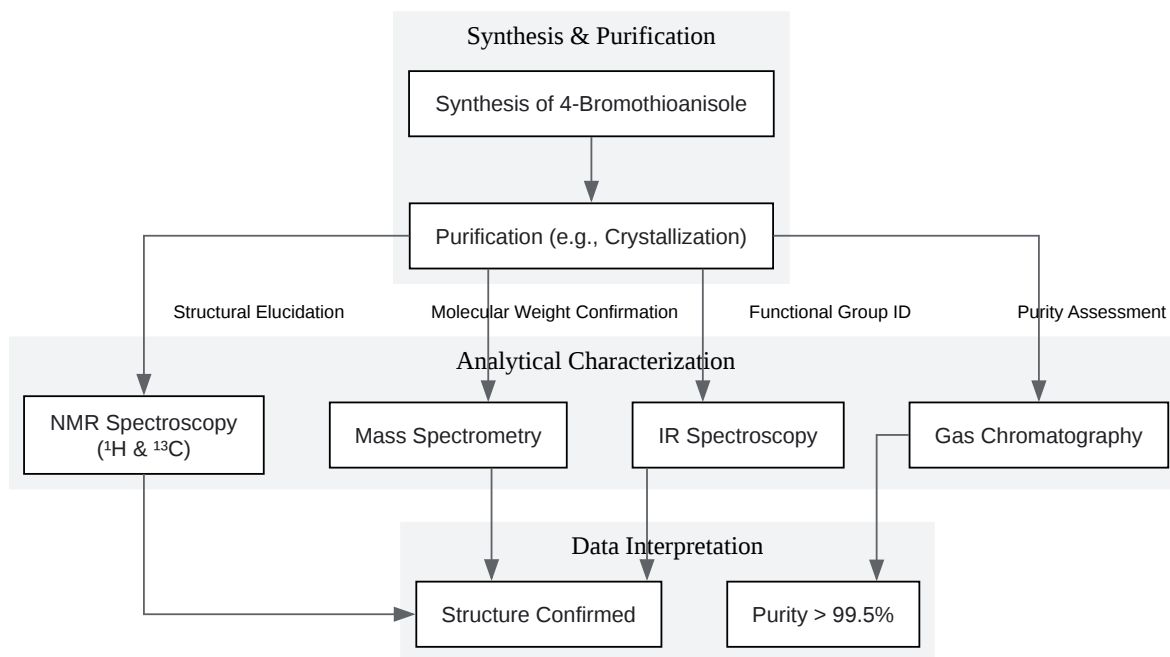 Synthesis & Purification
Synthesis of 4-Bromothioanisole
Purification (e.g., Crystallization)
Structural Elucidation
Molecular Weight Confirmation
Functional Group ID
Purity Assessment
Analytical Characterization
NMR Spectroscopy
(¹H & ¹³C)
Mass Spectrometry
IR Spectroscopy
Gas Chromatography
Data Interpretation
Structure Confirmed
Purity > 99.5%